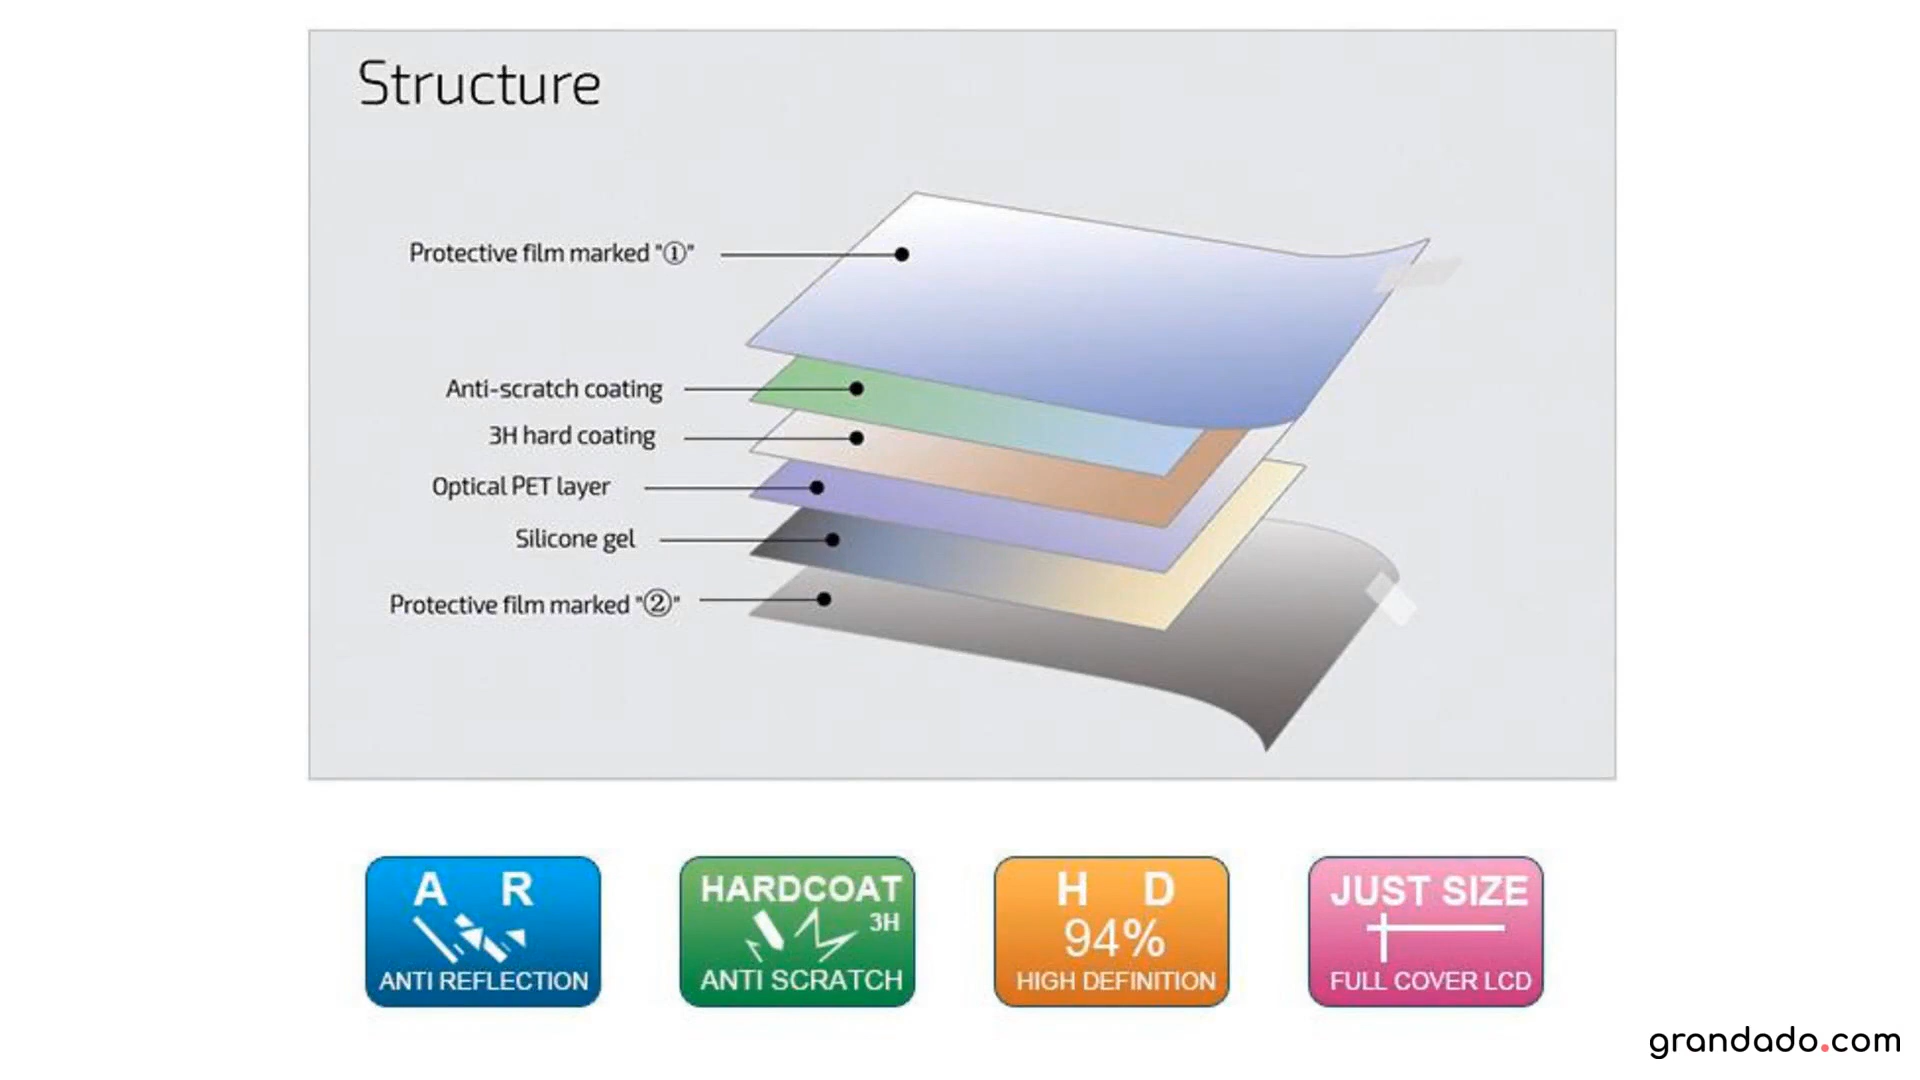 Structure
Protective film marked "①"
Anti-scratch coating
3H hard coating
Optical PET layer
Silicone gel
Protective film marked "②"
A R
ANTI REFLECTION
HARDCOAT
3H
ANTI SCRATCH
H D
94%
HIGH DEFINITION
JUST SIZE
FULL COVER LCD
grandado.com